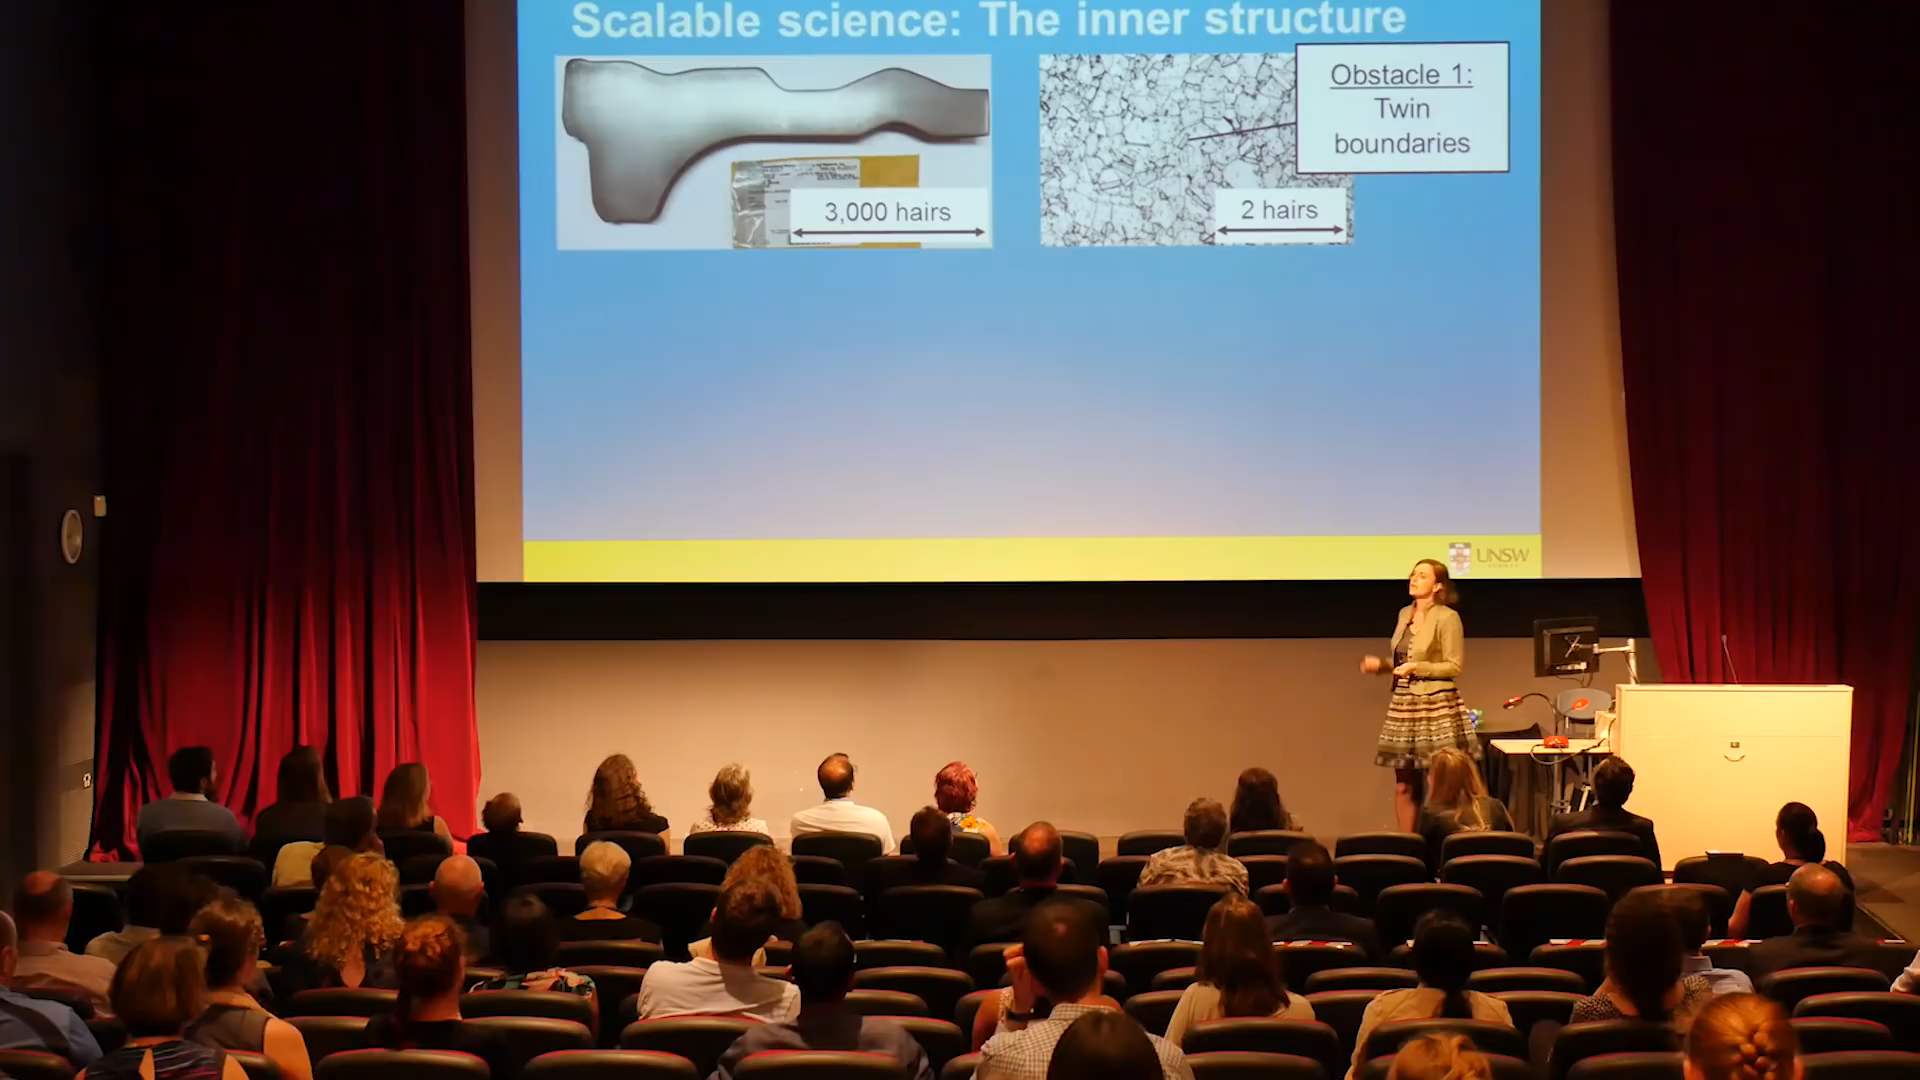 Scalable science: The inner structure
3,000 hairs
2 hairs
Obstacle 1:
Twin
boundaries
UNSW